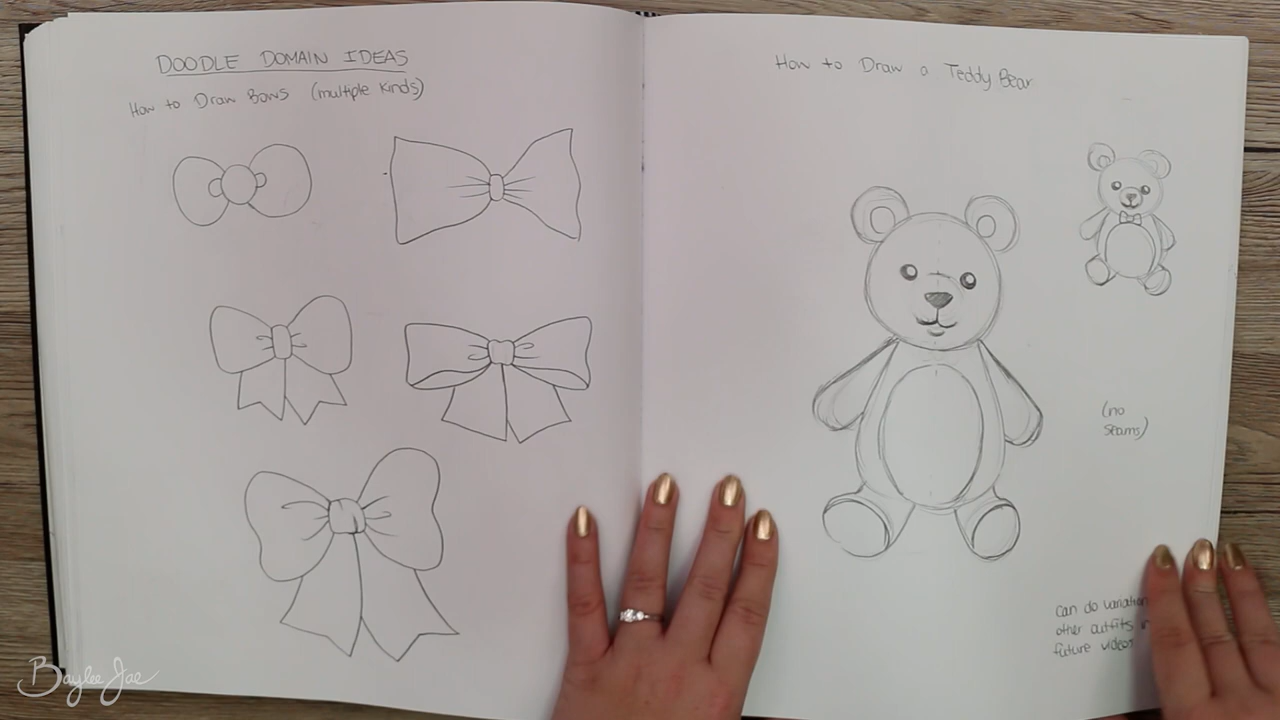 DOODLE DOMAIN IDEAS
How to Draw Bows (multiple kinds)
How to Draw a Teddy Bear
(no
seams)
can do variation
other outfits
future videos
Baylee Jae